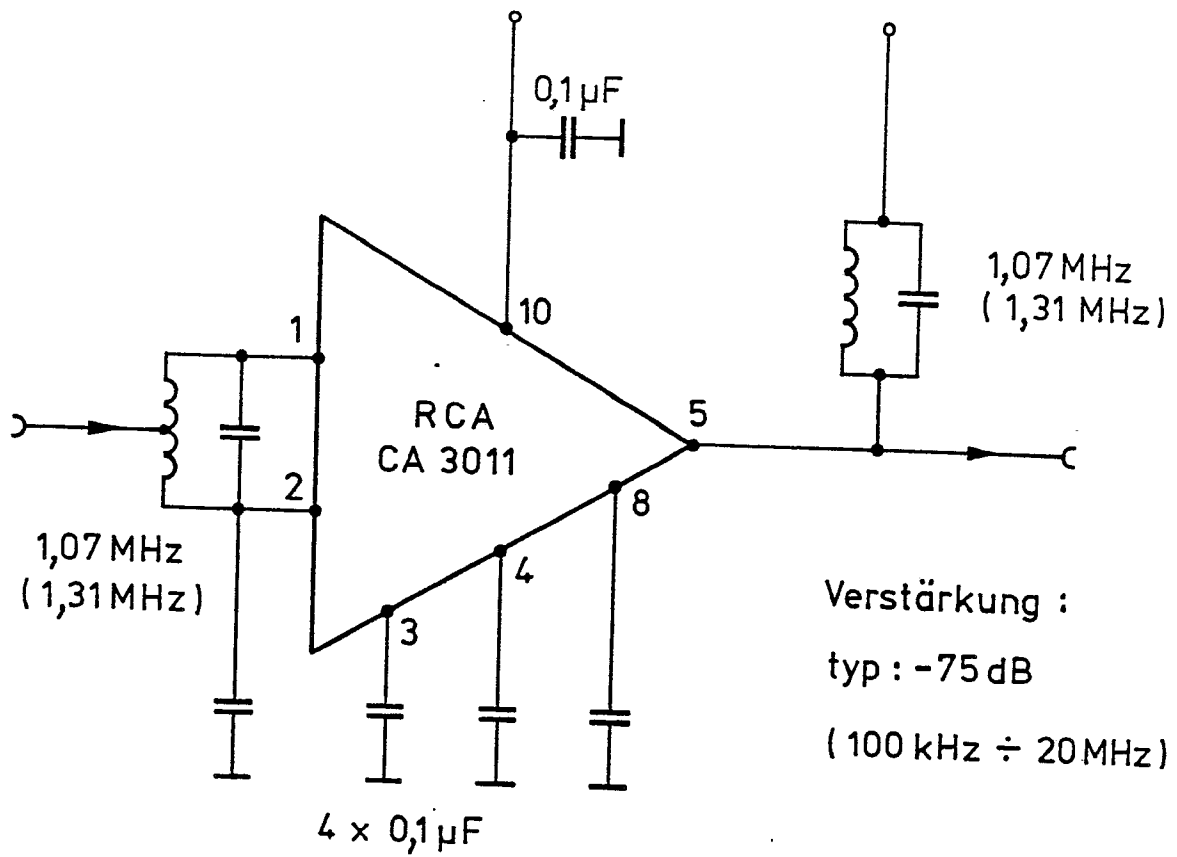 0,1µF
10
1,07 MHz
(1,31 MHz)
1
RCA
CA 3011
5
2
8
1,07 MHz
(1,31 MHz)
4
3
Verstärkung :
typ : -75 dB
(100 kHz ÷ 20 MHz)
4 x 0,1µF